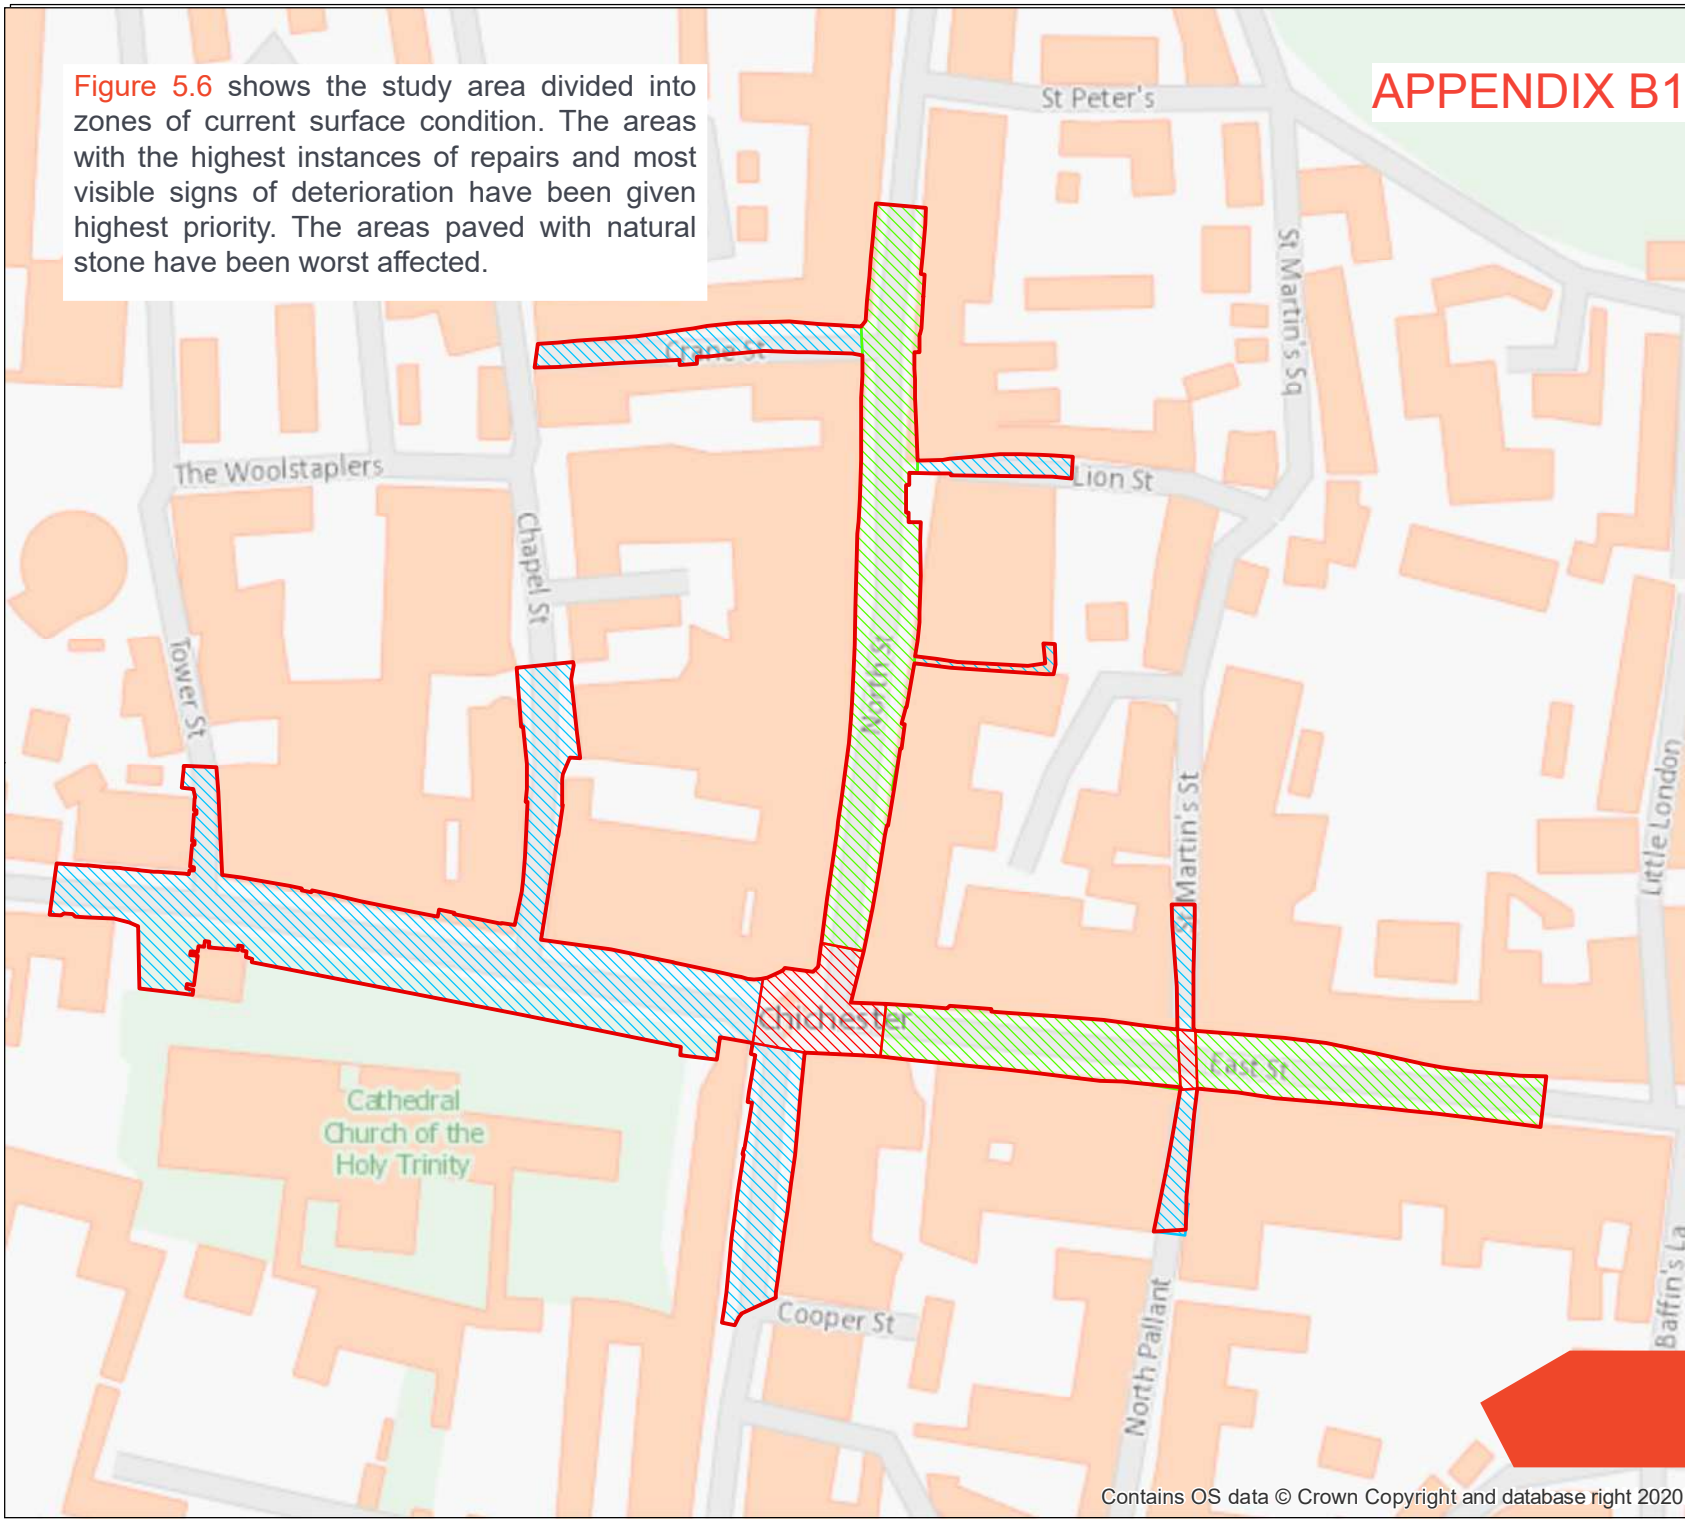 Figure 5.6 shows the study area divided into
zones of current surface condition. The areas
with the highest instances of repairs and most
visible signs of deterioration have been given
highest priority. The areas paved with natural
stone have been worst affected.
APPENDIX B1
St Peter's
St Martin's Sq
Crane St
The Woolstaplers
Lion St
Chapel St
Tower St
North St
St Martin's St
Little London
Chichester
East St
Cathedral
Church of the
Holy Trinity
Cooper St
North Pallant
Baffin's La
Contains OS data © Crown Copyright and database right 2020